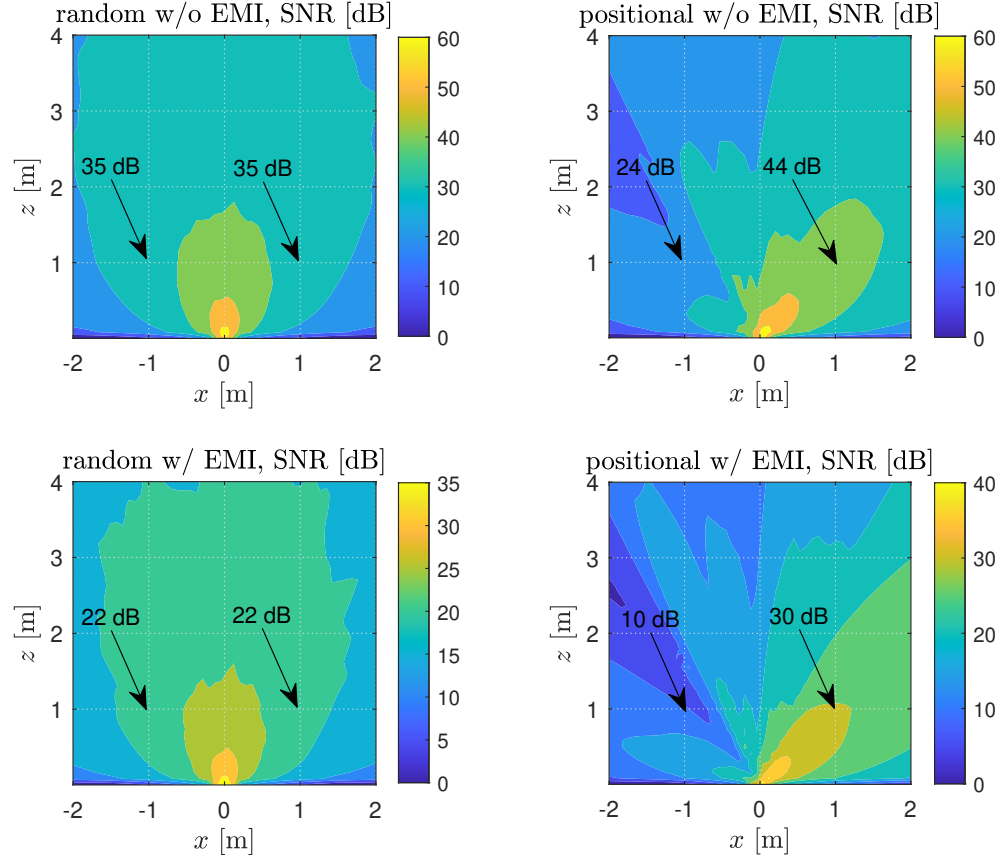 random w/o EMI, SNR [dB]
4
3
2
1
z [m]
-2 -1 0 1 2
x [m]
35 dB
35 dB
60
50
40
30
20
10
0
positional w/o EMI, SNR [dB]
4
3
2
1
z [m]
-2 -1 0 1 2
x [m]
24 dB
44 dB
60
50
40
30
20
10
0
random w/ EMI, SNR [dB]
4
3
2
1
z [m]
-2 -1 0 1 2
x [m]
22 dB
22 dB
35
30
25
20
15
10
5
0
positional w/ EMI, SNR [dB]
4
3
2
1
z [m]
-2 -1 0 1 2
x [m]
10 dB
30 dB
40
30
20
10
0